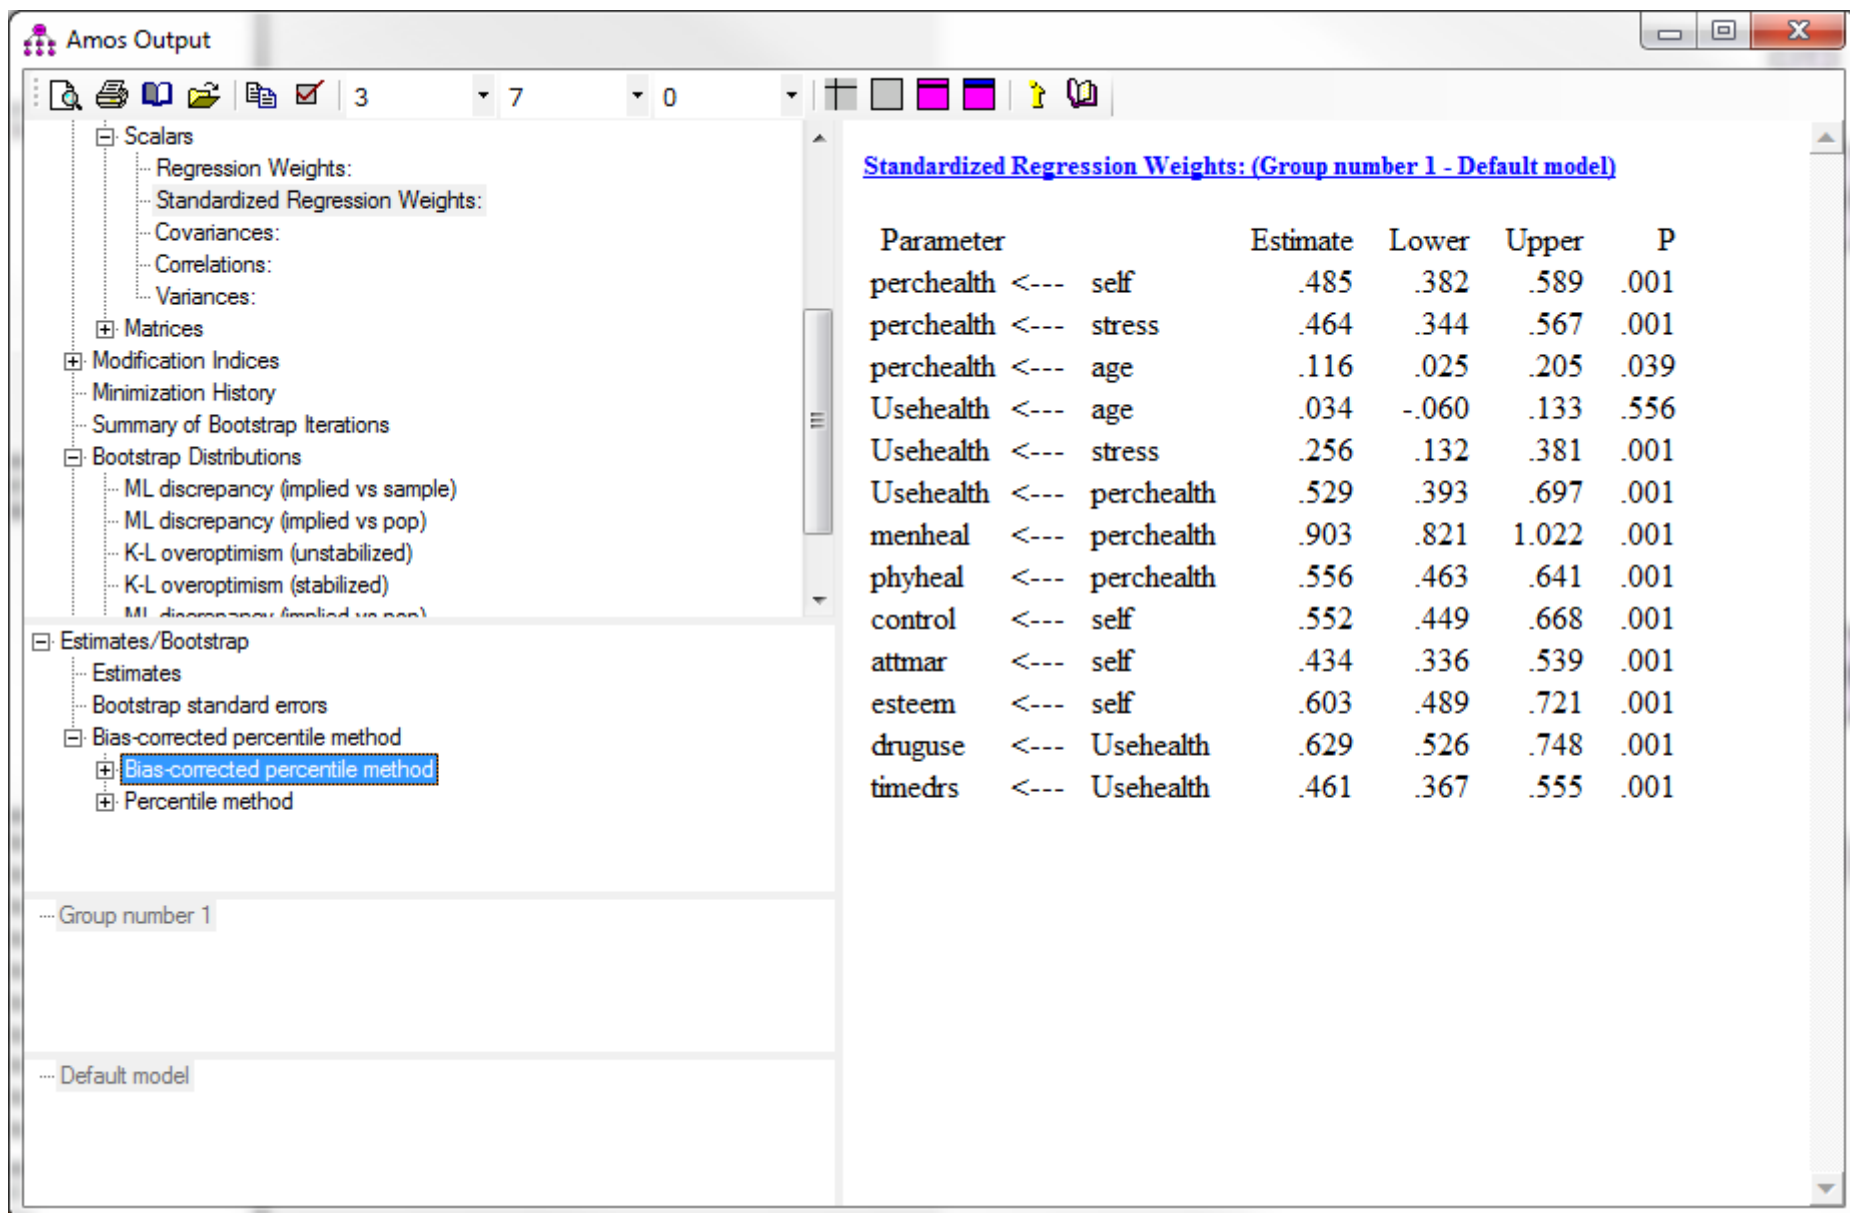 Amos Output
3 7 0
Scalars
Regression Weights:
Standardized Regression Weights:
Covariances:
Correlations:
Variances:
Matrices
Modification Indices
Minimization History
Summary of Bootstrap Iterations
Bootstrap Distributions
ML discrepancy (implied vs sample)
ML discrepancy (implied vs pop)
K-L overoptimism (unstabilized)
K-L overoptimism (stabilized)
ML discrepancy (implied vs pop)
Estimates/Bootstrap
Estimates
Bootstrap standard errors
Bias-corrected percentile method
Bias-corrected percentile method
Percentile method
Group number 1
Default model
Standardized Regression Weights: (Group number 1 - Default model)
Parameter Estimate Lower Upper P
perchealth <--- self .485 .382 .589 .001
perchealth <--- stress .464 .344 .567 .001
perchealth <--- age .116 .025 .205 .039
Usehealth <--- age .034 -.060 .133 .556
Usehealth <--- stress .256 .132 .381 .001
Usehealth <--- perchealth .529 .393 .697 .001
menheal <--- perchealth .903 .821 1.022 .001
phyheal <--- perchealth .556 .463 .641 .001
control <--- self .552 .449 .668 .001
attmar <--- self .434 .336 .539 .001
esteem <--- self .603 .489 .721 .001
druguse <--- Usehealth .629 .526 .748 .001
timedrs <--- Usehealth .461 .367 .555 .001